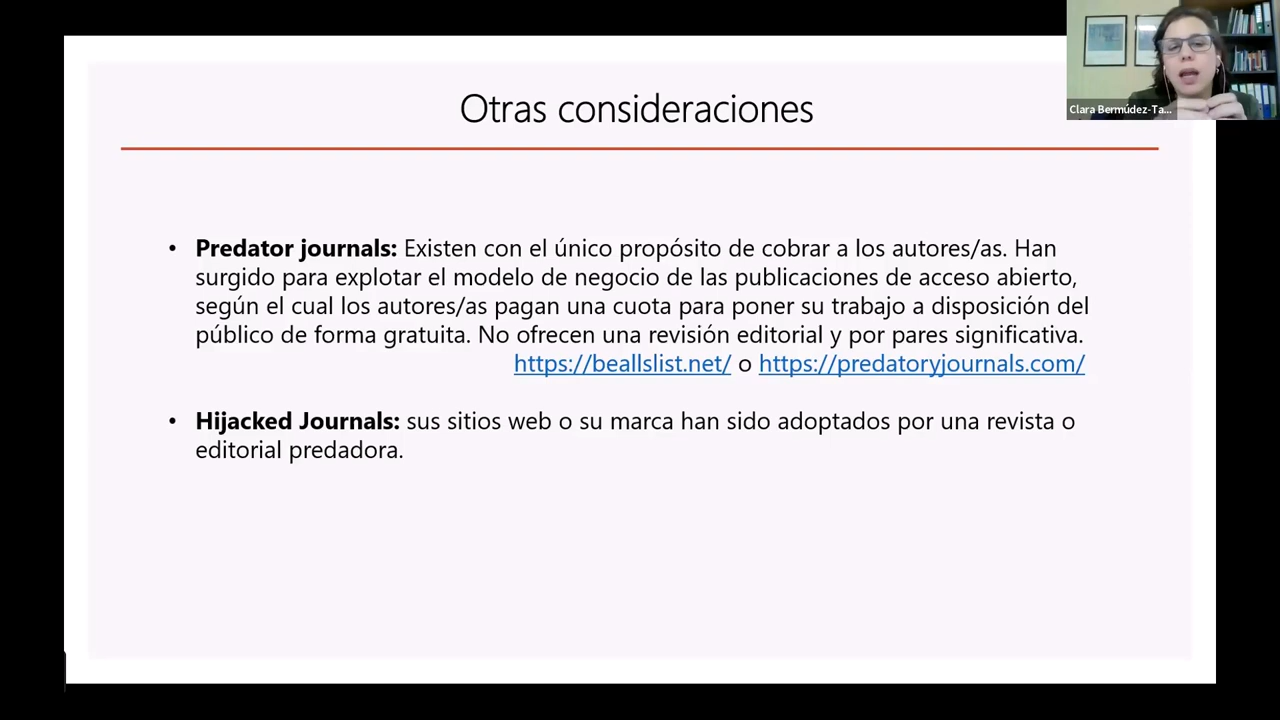 Otras consideraciones
Clara Bermúdez-Ta...
• Predator journals: Existen con el único propósito de cobrar a los autores/as. Han
surgido para explotar el modelo de negocio de las publicaciones de acceso abierto,
según el cual los autores/as pagan una cuota para poner su trabajo a disposición del
público de forma gratuita. No ofrecen una revisión editorial y por pares significativa.
https://beallslist.net/ o https://predatoryjournals.com/
• Hijacked Journals: sus sitios web o su marca han sido adoptados por una revista o
editorial predadora.